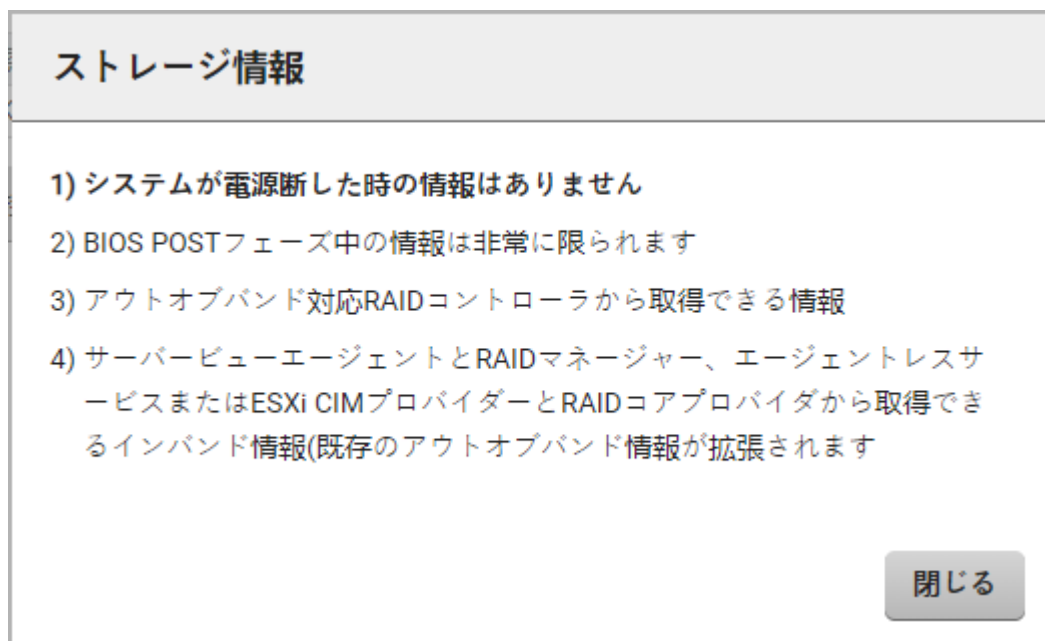 ストレージ情報
1) システムが電源断した時の情報はありません
2) BIOS POSTフェーズ中の情報は非常に限られます
3) アウトオブバンド対応RAIDコントローラから取得できる情報
4) サーバービューエージェントとRAIDマネージャー、エージェントレスサ
ービスまたはESXi CIMプロバイダーとRAIDコアプロバイダから取得でき
るインバンド情報(既存のアウトオブバンド情報が拡張されます
閉じる